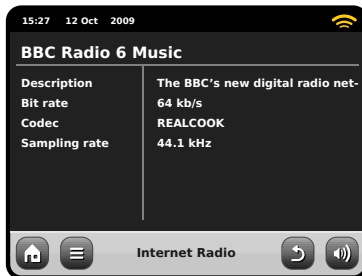 15:27 12 Oct 2009
BBC Radio 6 Music
Description The BBC's new digital radio net-
Bit rate 64 kb/s
Codec REALCOOK
Sampling rate 44.1 kHz
Internet Radio